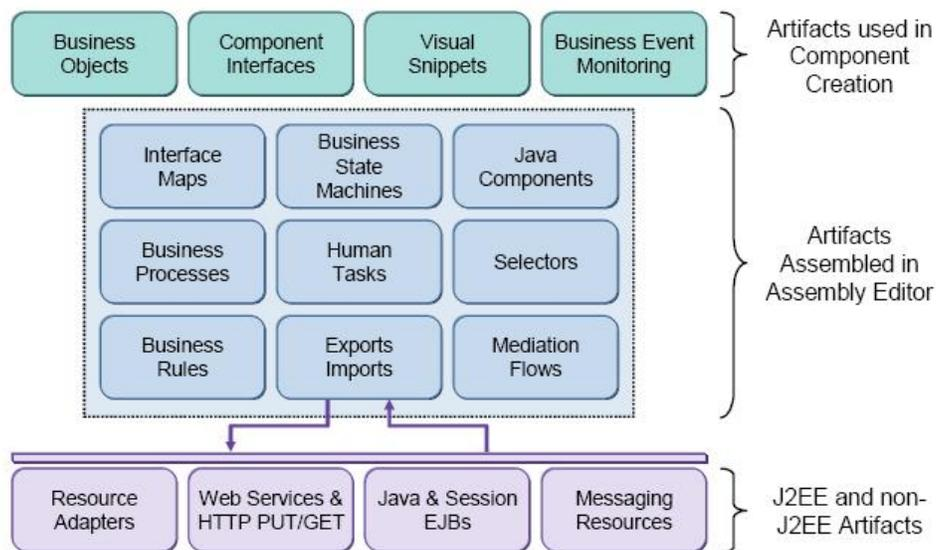 Business
Objects
Component
Interfaces
Visual
Snippets
Business Event
Monitoring
Artifacts used in
Component
Creation
Interface
Maps
Business
State
Machines
Java
Components
Business
Processes
Human
Tasks
Selectors
Business
Rules
Exports
Imports
Mediation
Flows
Artifacts
Assembled in
Assembly Editor
Resource
Adapters
Web Services &
HTTP PUT/GET
Java & Session
EJBs
Messaging
Resources
J2EE and non-
J2EE Artifacts